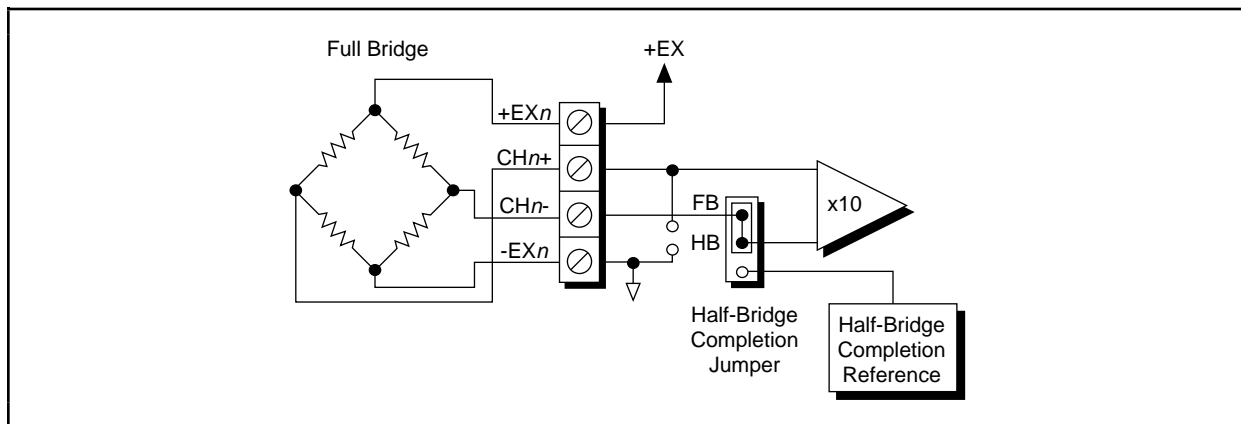 Full Bridge
+EX
+EXn
CHn+
CHn-
-EXn
FB
HB
x10
Half-Bridge
Completion
Jumper
Half-Bridge
Completion
Reference